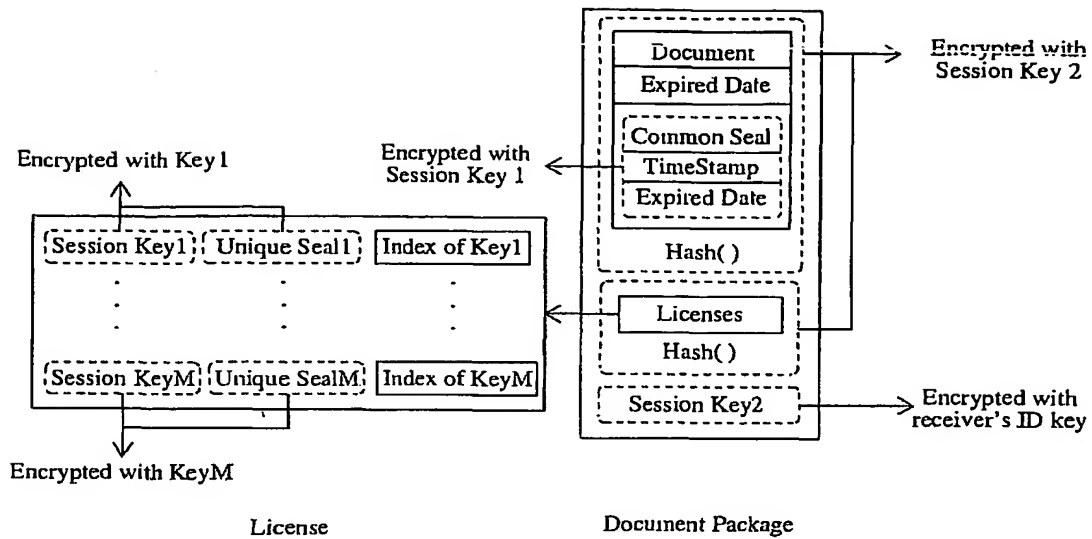 Document
Expired Date
Common Seal
TimeStamp
Expired Date
Hash( )
Licenses
Hash( )
Session Key2
Encrypted with
Session Key 2
Encrypted with
Session Key 1
Encrypted with
receiver's ID key
Encrypted with Key1
Session Key1
Unique Seal1
Index of Key1
Session KeyM
Unique SealM
Index of KeyM
Encrypted with KeyM
License
Document Package